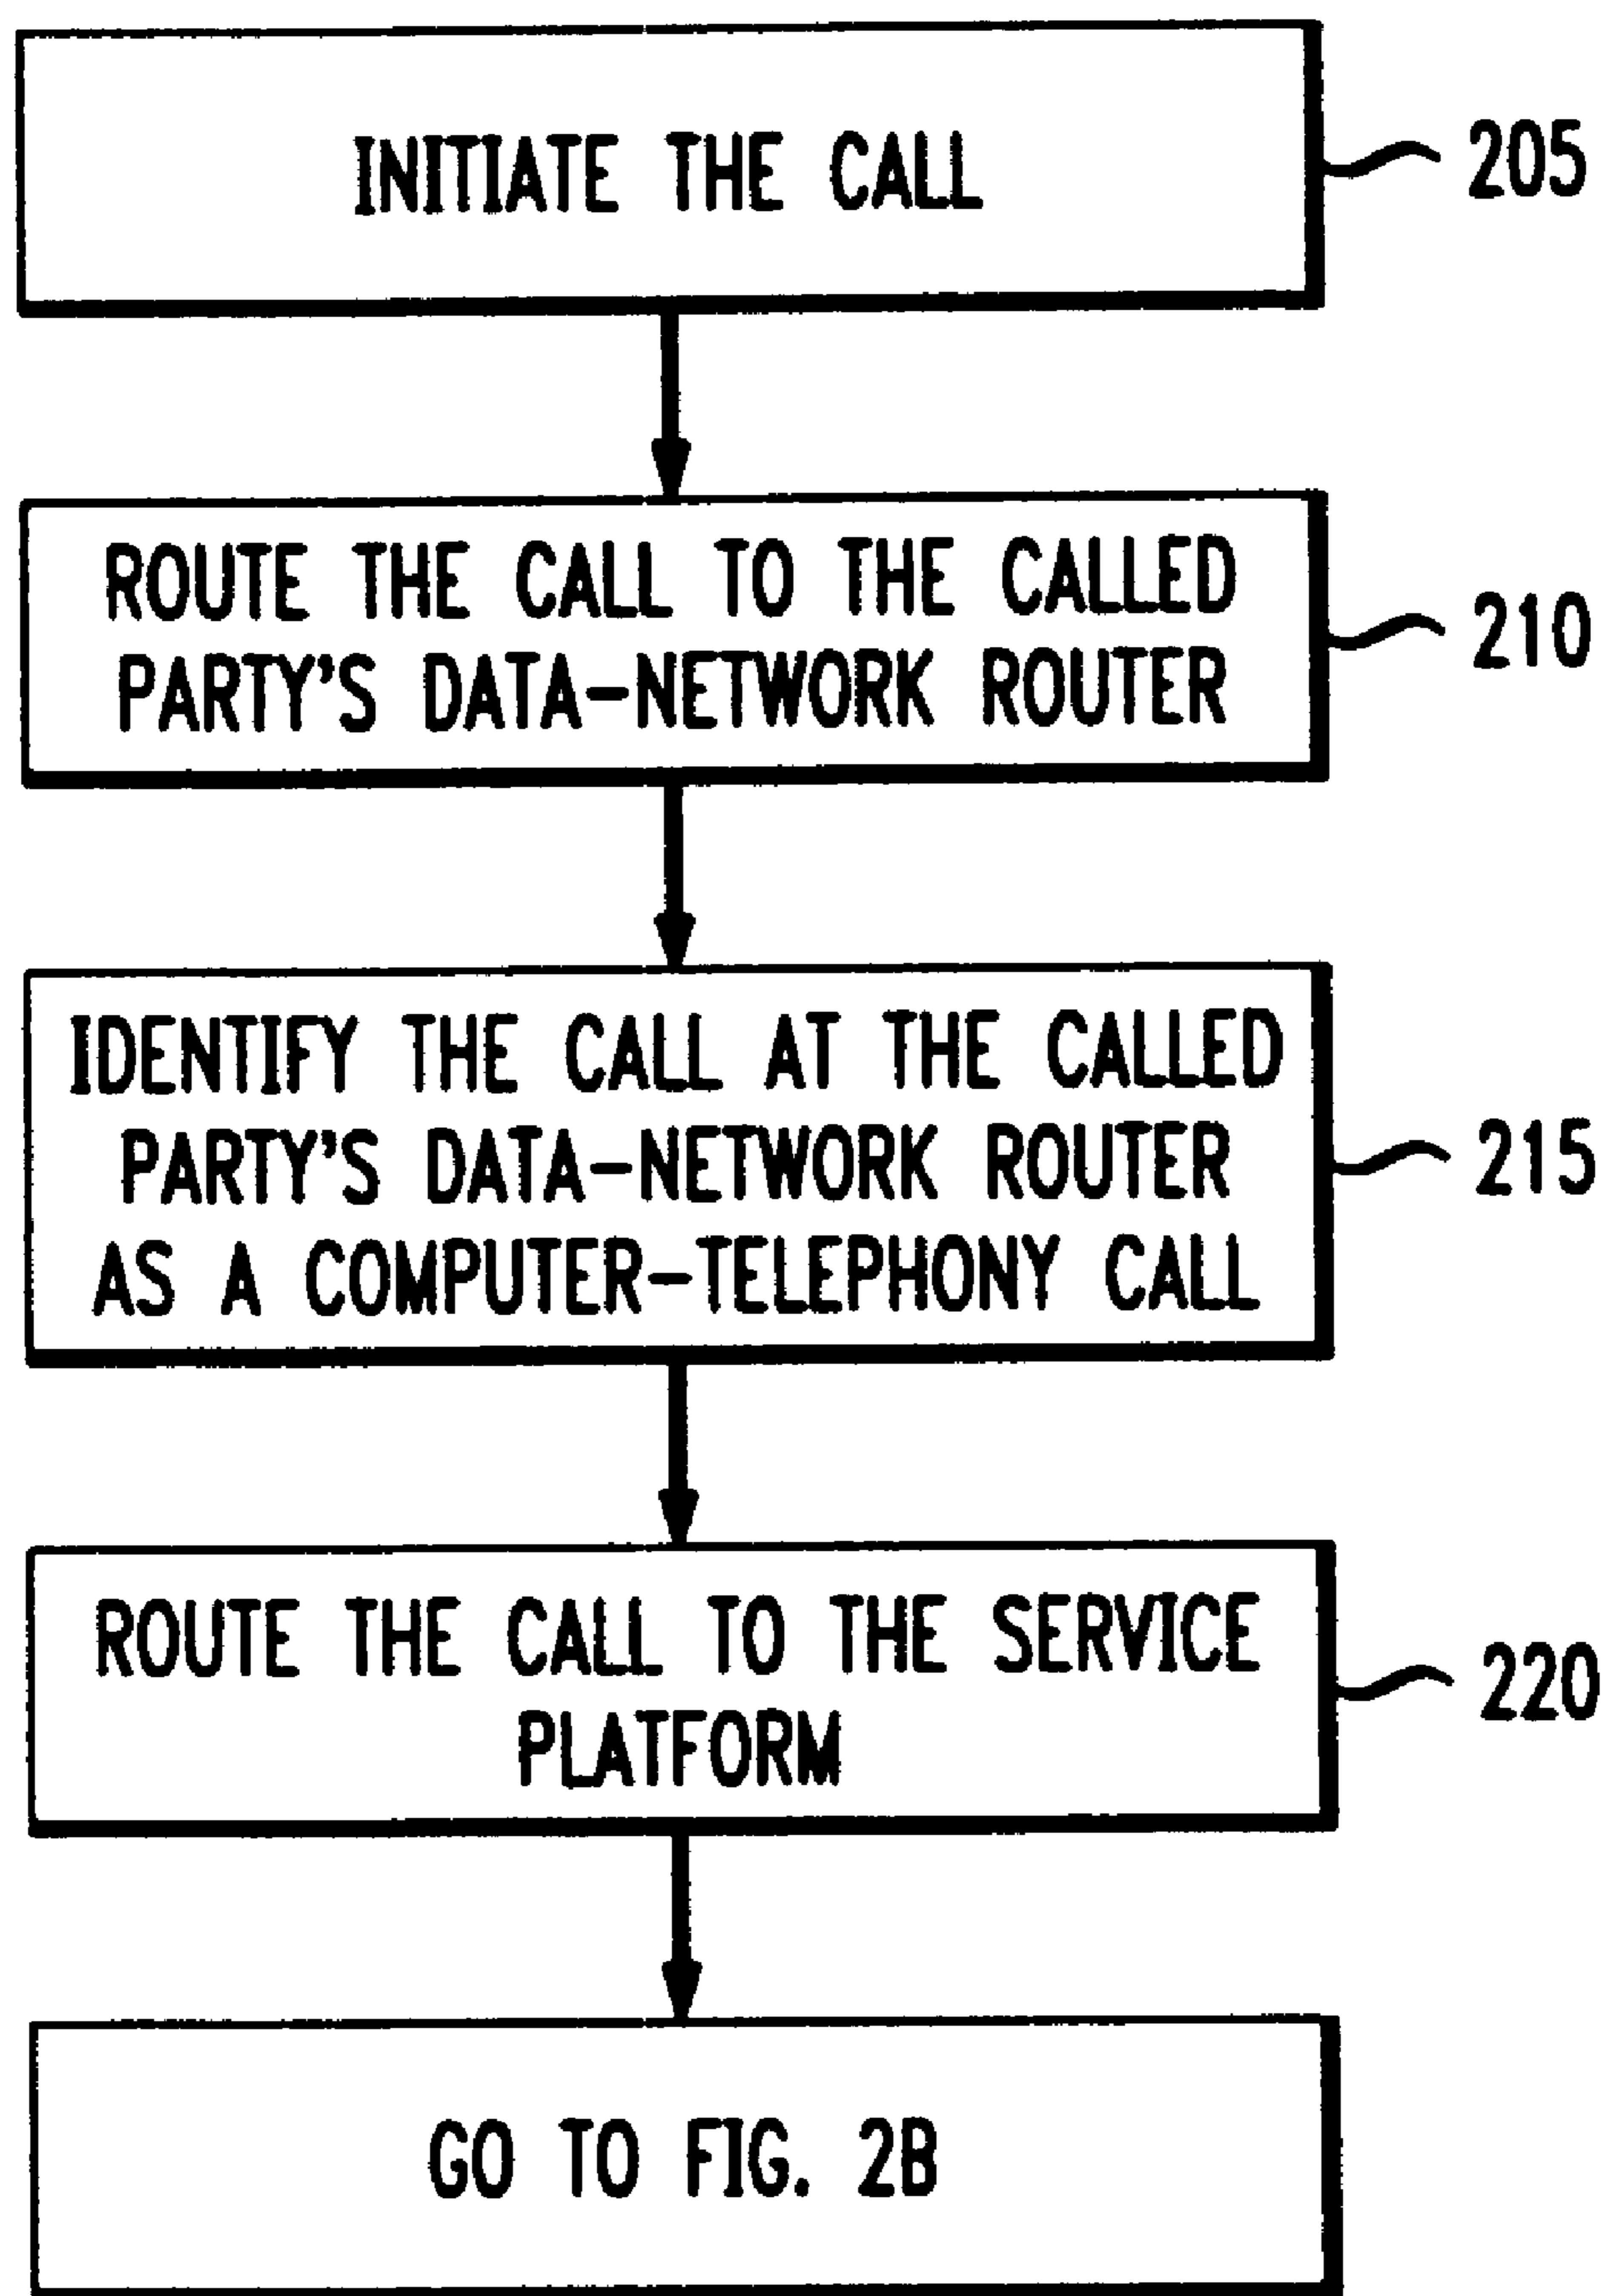 INITIATE THE CALL
205
ROUTE THE CALL TO THE CALLED
PARTY'S DATA-NETWORK ROUTER
210
IDENTIFY THE CALL AT THE CALLED
PARTY'S DATA-NETWORK ROUTER
AS A COMPUTER-TELEPHONY CALL
215
ROUTE THE CALL TO THE SERVICE
PLATFORM
220
GO TO FIG. 2B